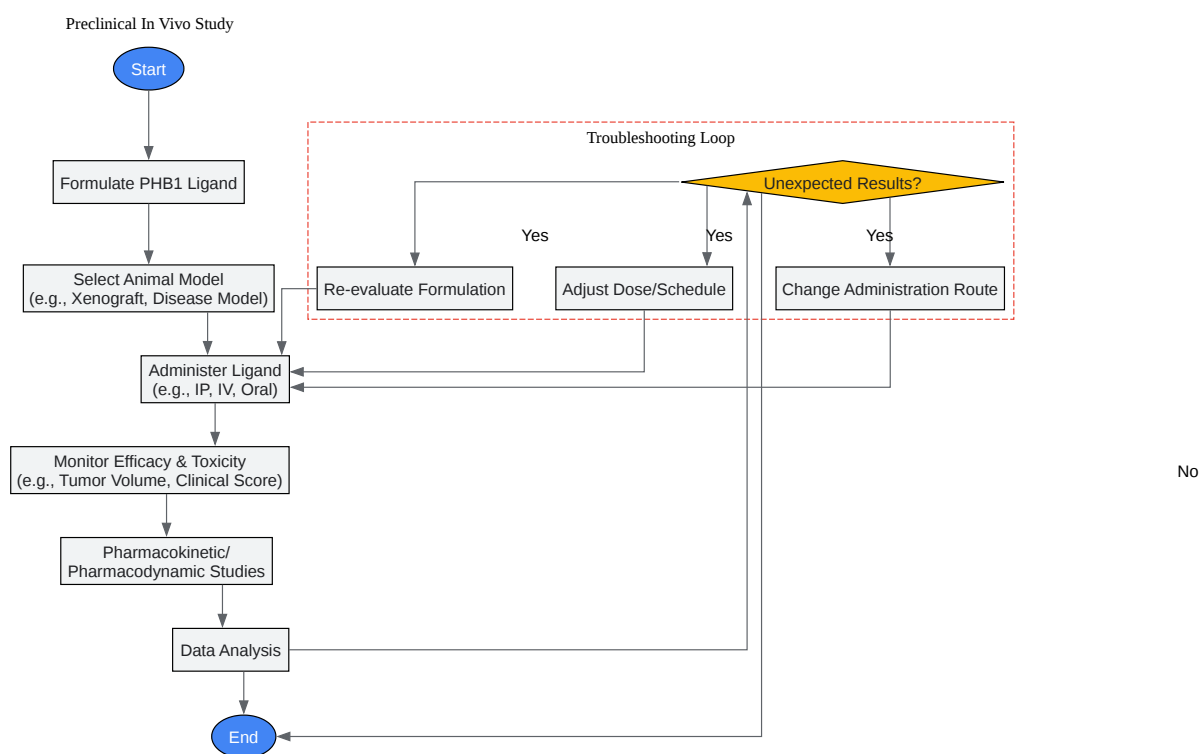 Preclinical In Vivo Study
Start
Troubleshooting Loop
Formulate PHB1 Ligand
Unexpected Results?
Yes
Yes
Yes
Select Animal Model
(e.g., Xenograft, Disease Model)
Re-evaluate Formulation
Adjust Dose/Schedule
Change Administration Route
Administer Ligand
(e.g., IP, IV, Oral)
Monitor Efficacy & Toxicity
(e.g., Tumor Volume, Clinical Score)
No
Pharmacokinetic/
Pharmacodynamic Studies
Data Analysis
End